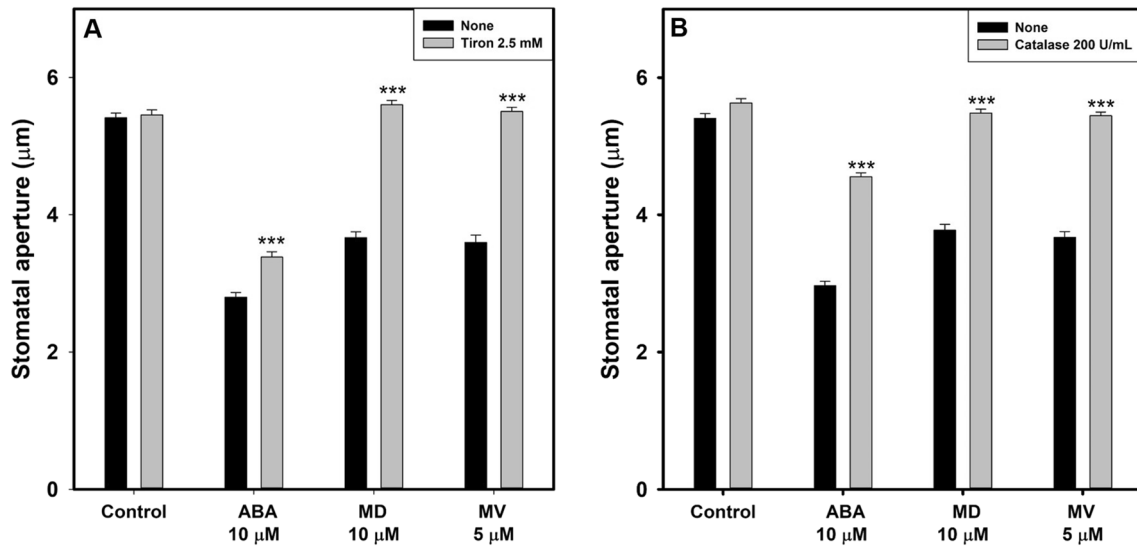 A
None
Tiron 2.5 mM
Stomatal aperture (μm)
6
4
2
0
***
***
***
Control
ABA
10 μM
MD
10 μM
MV
5 μM
B
None
Catalase 200 U/mL
Stomatal aperture (μm)
6
4
2
0
***
***
***
Control
ABA
10 μM
MD
10 μM
MV
5 μM